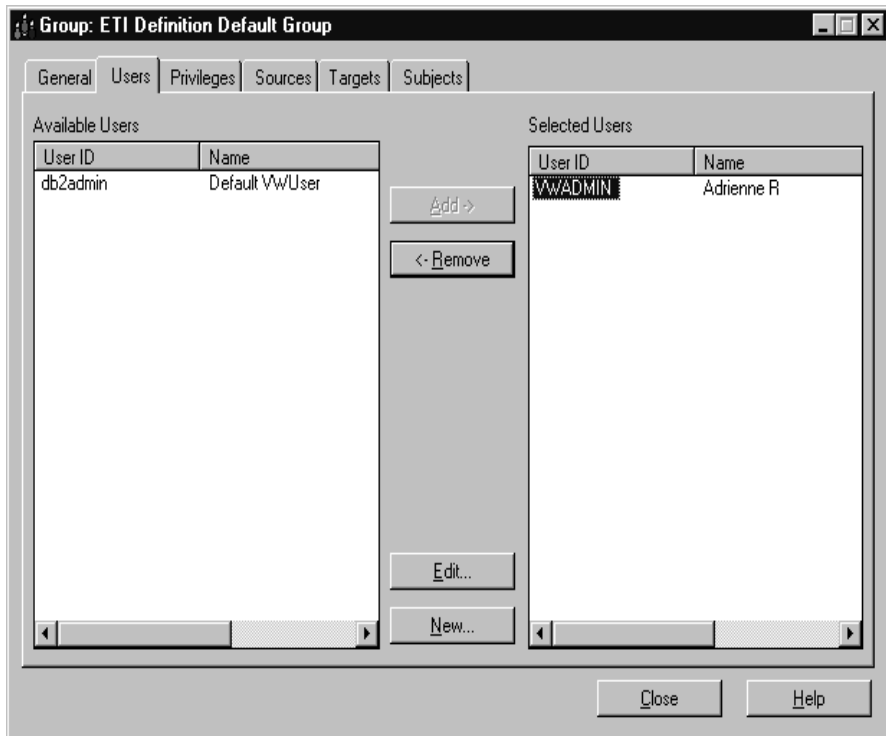 Group: ETI Definition Default Group
General Users Privileges Sources Targets Subjects
Available Users
Selected Users
User ID Name
User ID Name
db2admin Default VWUser
VWADMIN Adrienne R
Add ->
<- Remove
Edit...
New...
Close Help